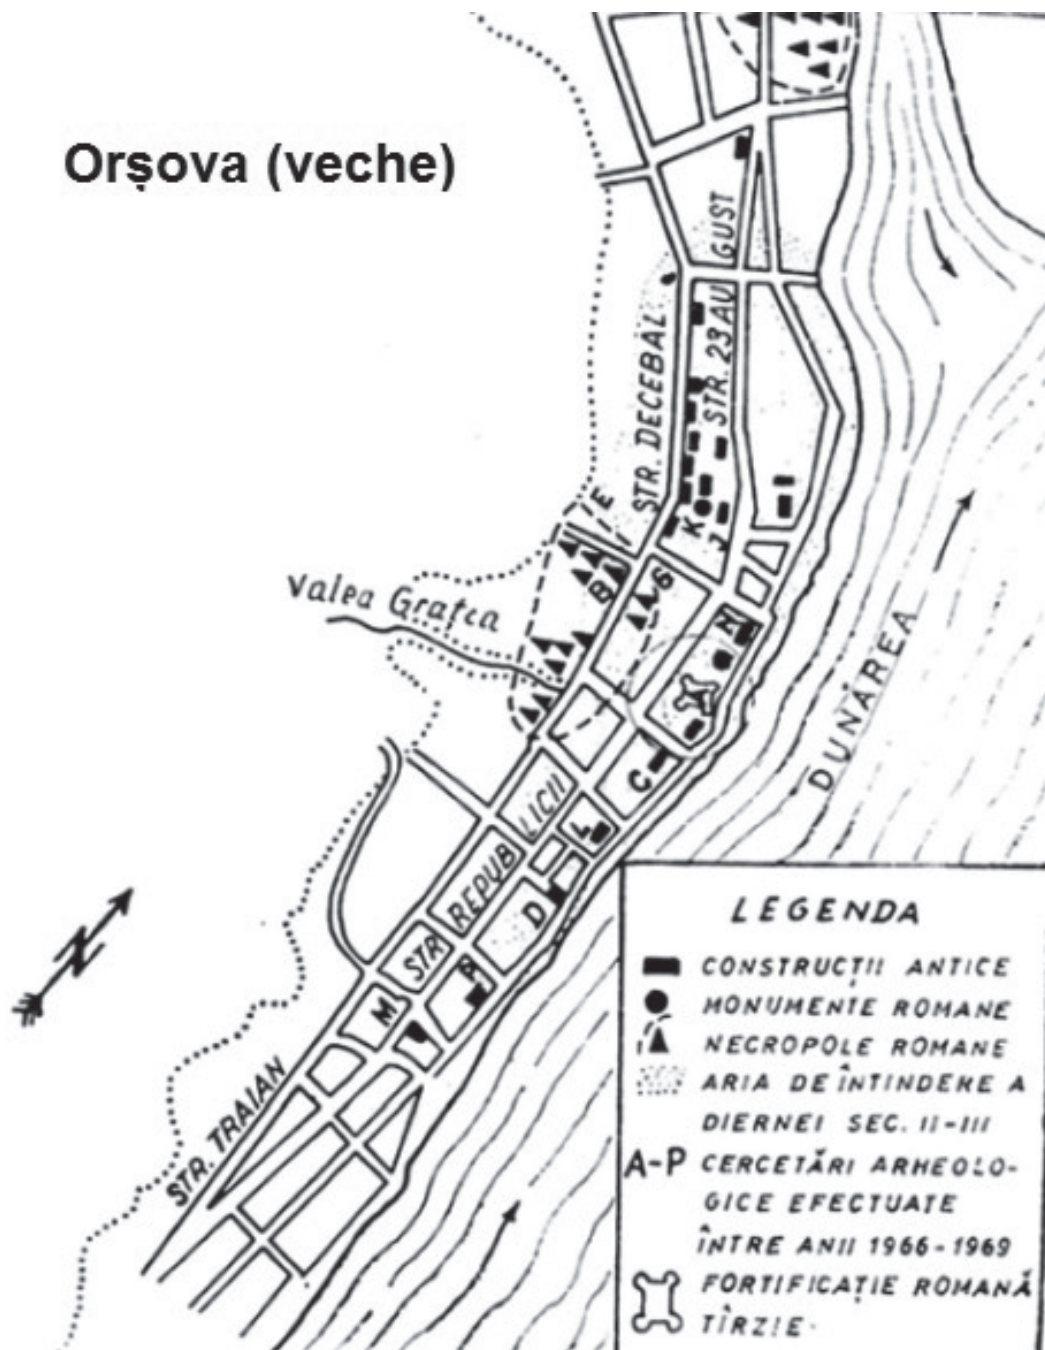 Orșova (veche)
GUST
STR. 23 AU
STR. DECEBAL
E
K
J
I
B
G
Valea Gratca
H
DUNĂREA
C
LICII
L
REPUB
D
STR
P
M
N
STR. TRAIAN
LEGENDA
CONSTRUCȚII ANTICE
MONUMENTE ROMANE
NECROPOLE ROMANE
ARIA DE ÎNTINDERE A
DIERNEI SEC. II-III
A-P CERCETĂRI ARHEOLO-
GICE EFECTUATE
ÎNTRE ANII 1966-1969
FORTIFICAȚIE ROMANĂ
TÎRZIE